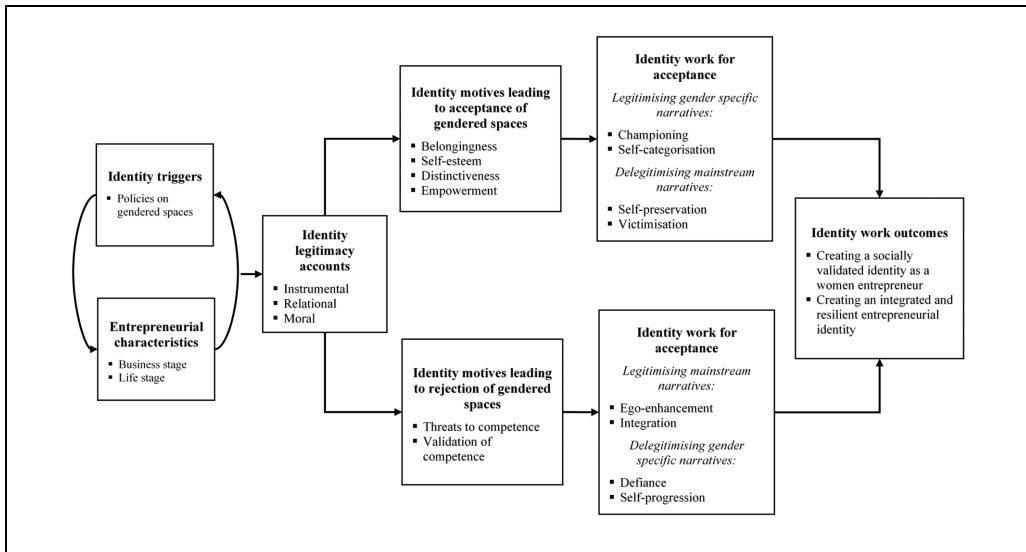 Identity triggers
▪ Policies on
gendered spaces
Entrepreneurial
characteristics
▪ Business stage
▪ Life stage
Identity
legitimacy
accounts
▪ Instrumental
▪ Relational
▪ Moral
Identity motives leading
to acceptance of
gendered spaces
▪ Belongingness
▪ Self-esteem
▪ Distinctiveness
▪ Empowerment
Identity work for
acceptance
Legitimising gender specific
narratives:
▪ Championing
▪ Self-categorisation
Delegitimising mainstream
narratives:
▪ Self-preservation
▪ Victimisation
Identity motives leading
to rejection of gendered
spaces
▪ Threats to competence
▪ Validation of
competence
Identity work for
acceptance
Legitimising mainstream
narratives:
▪ Ego-enhancement
▪ Integration
Delegitimising gender
specific narratives:
▪ Defiance
▪ Self-progression
Identity work outcomes
▪ Creating a socially
validated identity as a
women entrepreneur
▪ Creating an integrated and
resilient entrepreneurial
identity